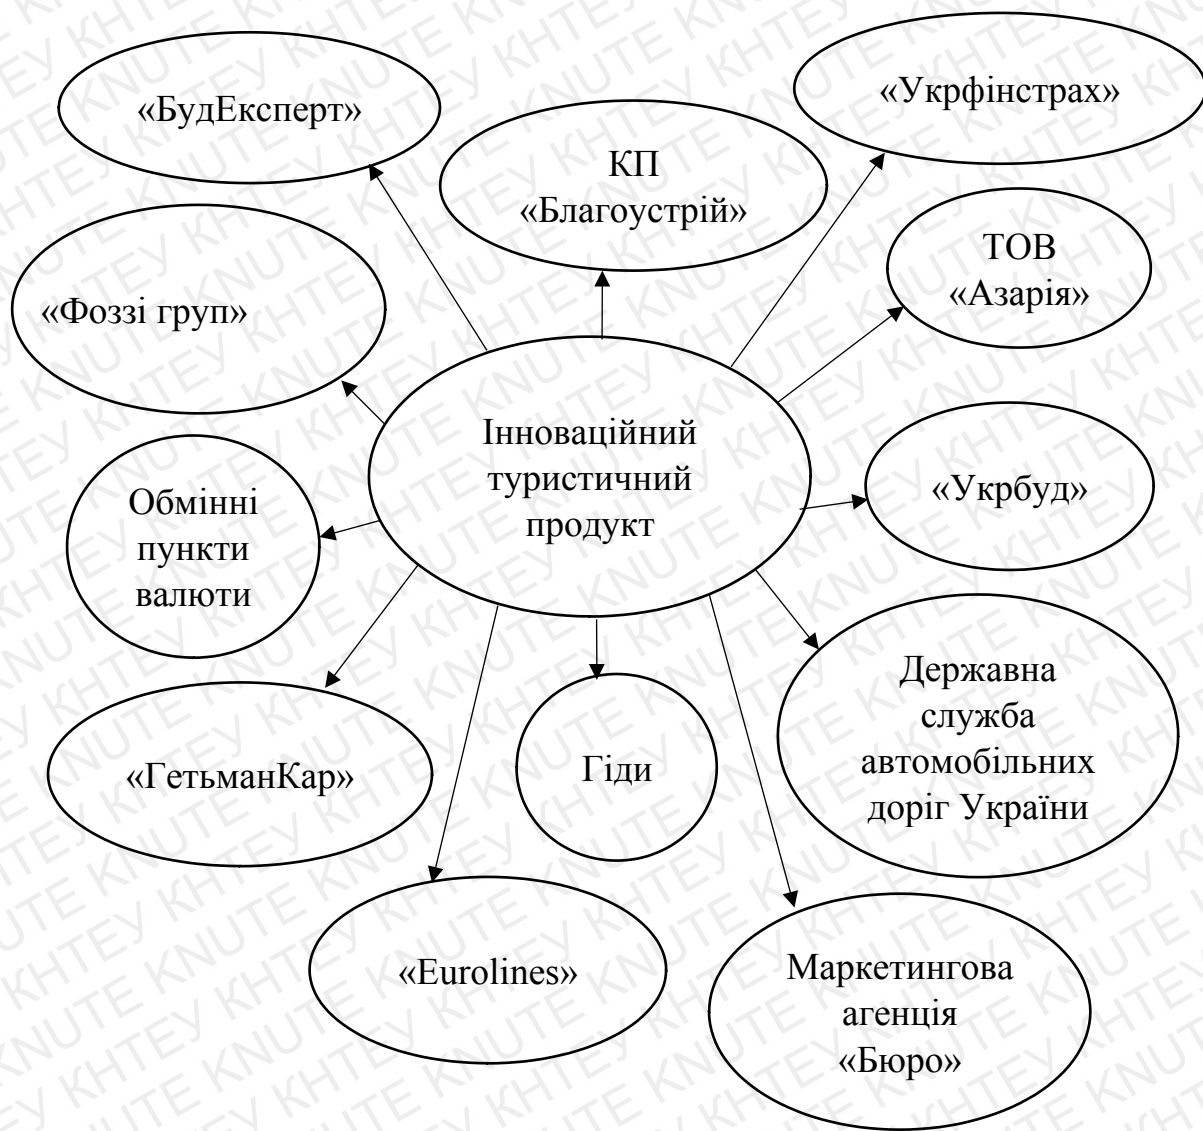 «БудЕксперт»
КП
«Благоустрій»
«Укрфінстрах»
ТОВ
«Азарія»
«Фоззі груп»
Інноваційний
туристичний
продукт
«Укрбуд»
Обмінні
пункти
валюти
Державна
служба
автомобільних
доріг України
«ГетьманКар»
Гіди
«Eurolines»
Маркетингова
агенція
«Бюро»